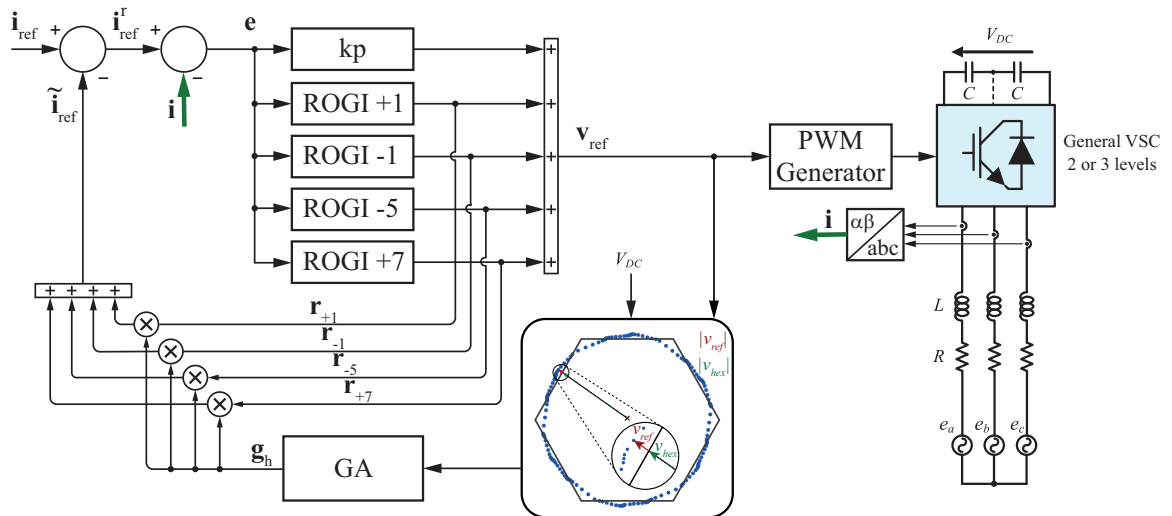 i_ref
+
−
i^r_ref
+
−
i
ĩ_ref
e
kp
ROGI +1
ROGI -1
ROGI -5
ROGI +7
+
+
+
+
+
v_ref
PWM
Generator
V_DC
C
C
General VSC
2 or 3 levels
i
αβ
abc
L
R
e_a
e_b
e_c
+ + + +
×
×
×
×
r_+1
r_-1
r_-5
r_+7
g_h
GA
V_DC
|v_ref|
|v_hex|
v_ref
v_hex